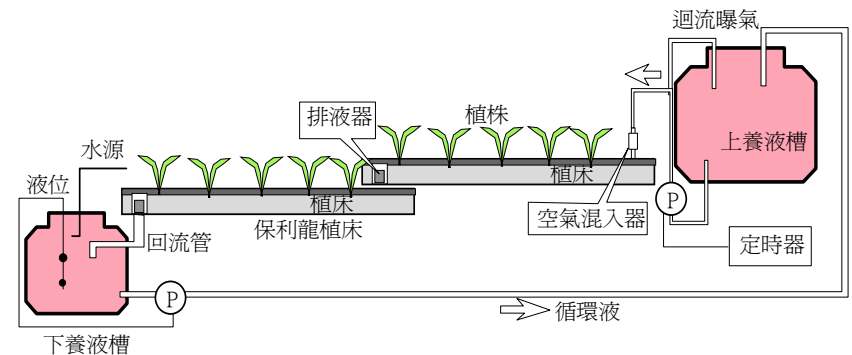 迴流曝氣
排液器
植株
上養液槽
水源
植床
液位
植床
空氣混入器
P
保利龍植床
回流管
定時器
P
循環液
下養液槽